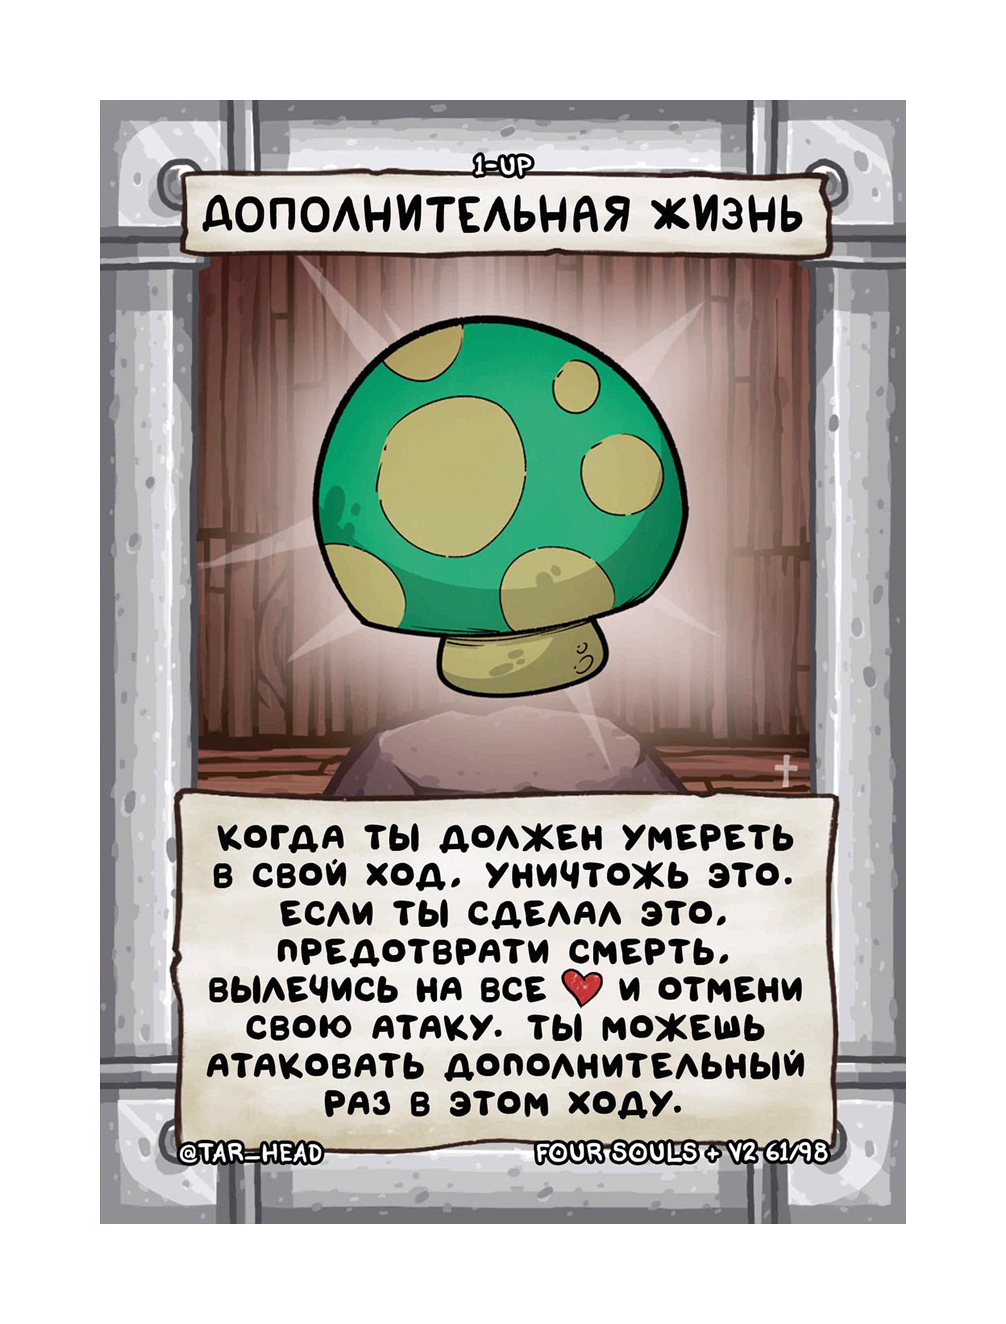 1-UP
ДОПОЛНИТЕЛЬНАЯ ЖИЗНЬ
КОГДА ТЫ ДОЛЖЕН УМЕРЕТЬ
В СВОЙ ХОД, УНИЧТОЖЬ ЭТО.
ЕСЛИ ТЫ СДЕЛАЛ ЭТО,
ПРЕДОТВРАТИ СМЕРТЬ,
ВЫЛЕЧИСЬ НА ВСЕ ❤ И ОТМЕНИ
СВОЮ АТАКУ. ТЫ МОЖЕШЬ
АТАКОВАТЬ ДОПОЛНИТЕЛЬНЫЙ
РАЗ В ЭТОМ ХОДУ.
@TAR_HEAD
FOUR SOULS + V2 61/98